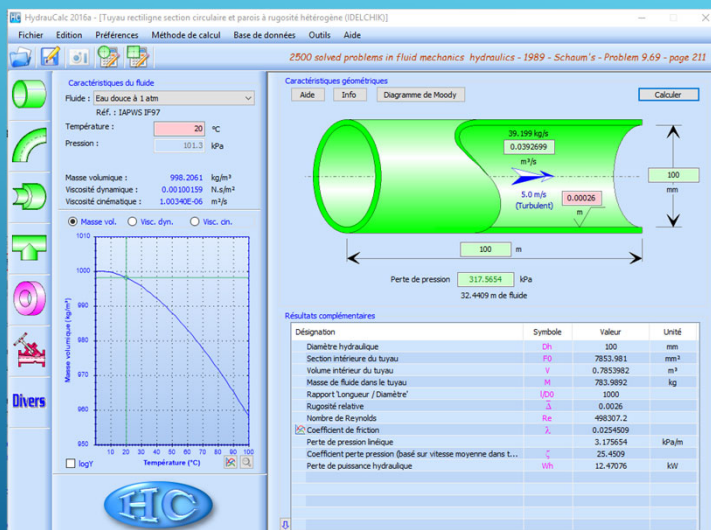 HydrauCalc 2016a - [Tuyau rectiligne section circulaire et parois à rugosité hétérogène (IDELCHIK)]
Fichier Edition Préférences Méthode de calcul Base de données Outils Aide
2500 solved problems in fluid mechanics hydraulics - 1989 - Schaum's - Problem 9.69 - page 211
Caractéristiques du fluide
Fluide : Eau douce à 1 atm
Réf. : IAPWS IF97
Température : 20 °C
Pression : 101.3 kPa
Masse volumique : 998.2061 kg/m³
Viscosité dynamique : 0.00100159 N.s/m²
Viscosité cinématique : 1.00340E-06 m²/s
Masse vol. Visc. dyn. Visc. cin.
1010
1000
990
980
970
960
950
Masse volumique (kg/m³)
10 20 30 40 50 60 70 80 90 100
logY Température (°C)
Divers
HC
Caractéristiques géométriques
Aide Info Diagramme de Moody Calculer
39.199 kg/s
0.0392699
m³/s
5.0 m/s
(Turbulent)
0.00026
m
100
mm
100 m
Perte de pression 317.5654 kPa
32.4409 m de fluide
Résultats complémentaires
Désignation Symbole Valeur Unité
Diamètre hydraulique Dh 100 mm
Section intérieure du tuyau F0 7853.981 mm²
Volume intérieur du tuyau V 0.7853982 m³
Masse de fluide dans le tuyau M 783.9892 kg
Rapport 'Longueur / Diamètre' l/D0 1000
Rugosité relative Δ 0.0026
Nombre de Reynolds Re 498307.2
Coefficient de friction λ 0.0254509
Perte de pression linéique 3.175654 kPa/m
Coefficient perte pression (basé sur vitesse moyenne dans t... ζ 25.4509
Perte de puissance hydraulique Wh 12.47076 kW